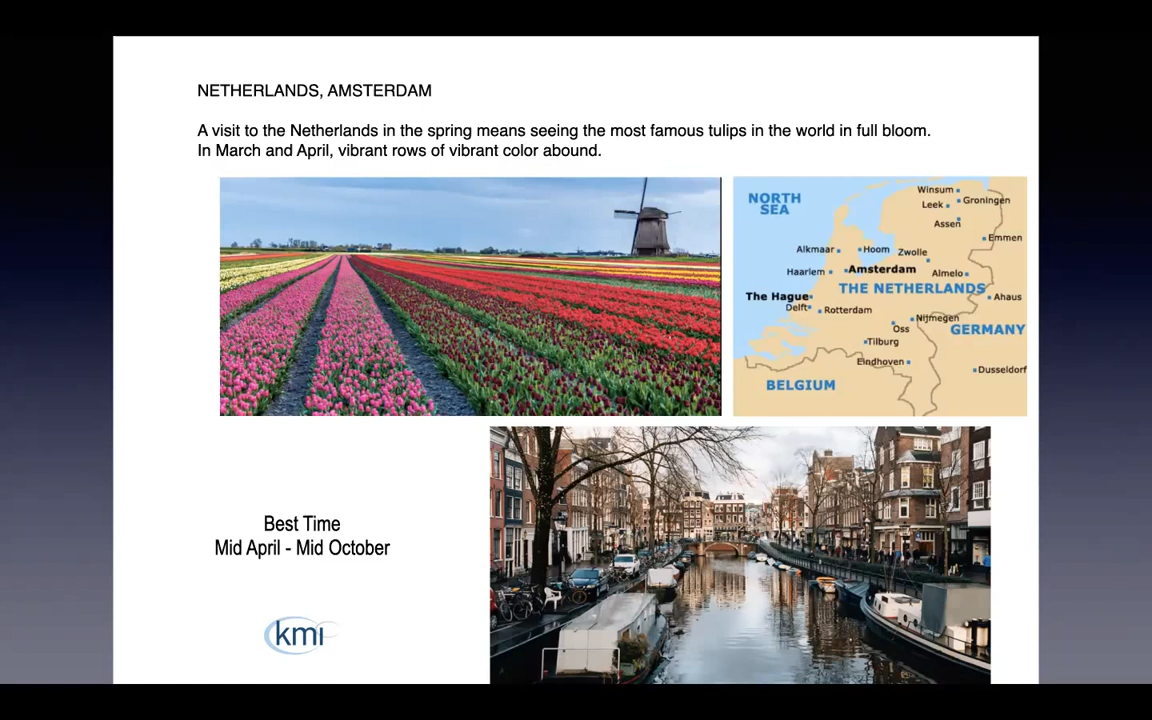 NETHERLANDS, AMSTERDAM
A visit to the Netherlands in the spring means seeing the most famous tulips in the world in full bloom.
In March and April, vibrant rows of vibrant color abound.
NORTH
SEA
Winsum
Leek
Groningen
Assen
Emmen
Alkmaar
Hoorn
Zwolle
Haarlem
Amsterdam
Almelo
THE NETHERLANDS
The Hague
Ahaus
Delft
Rotterdam
Nijmegen
Oss
GERMANY
Tilburg
Eindhoven
Dusseldorf
BELGIUM
Best Time
Mid April - Mid October
kmi